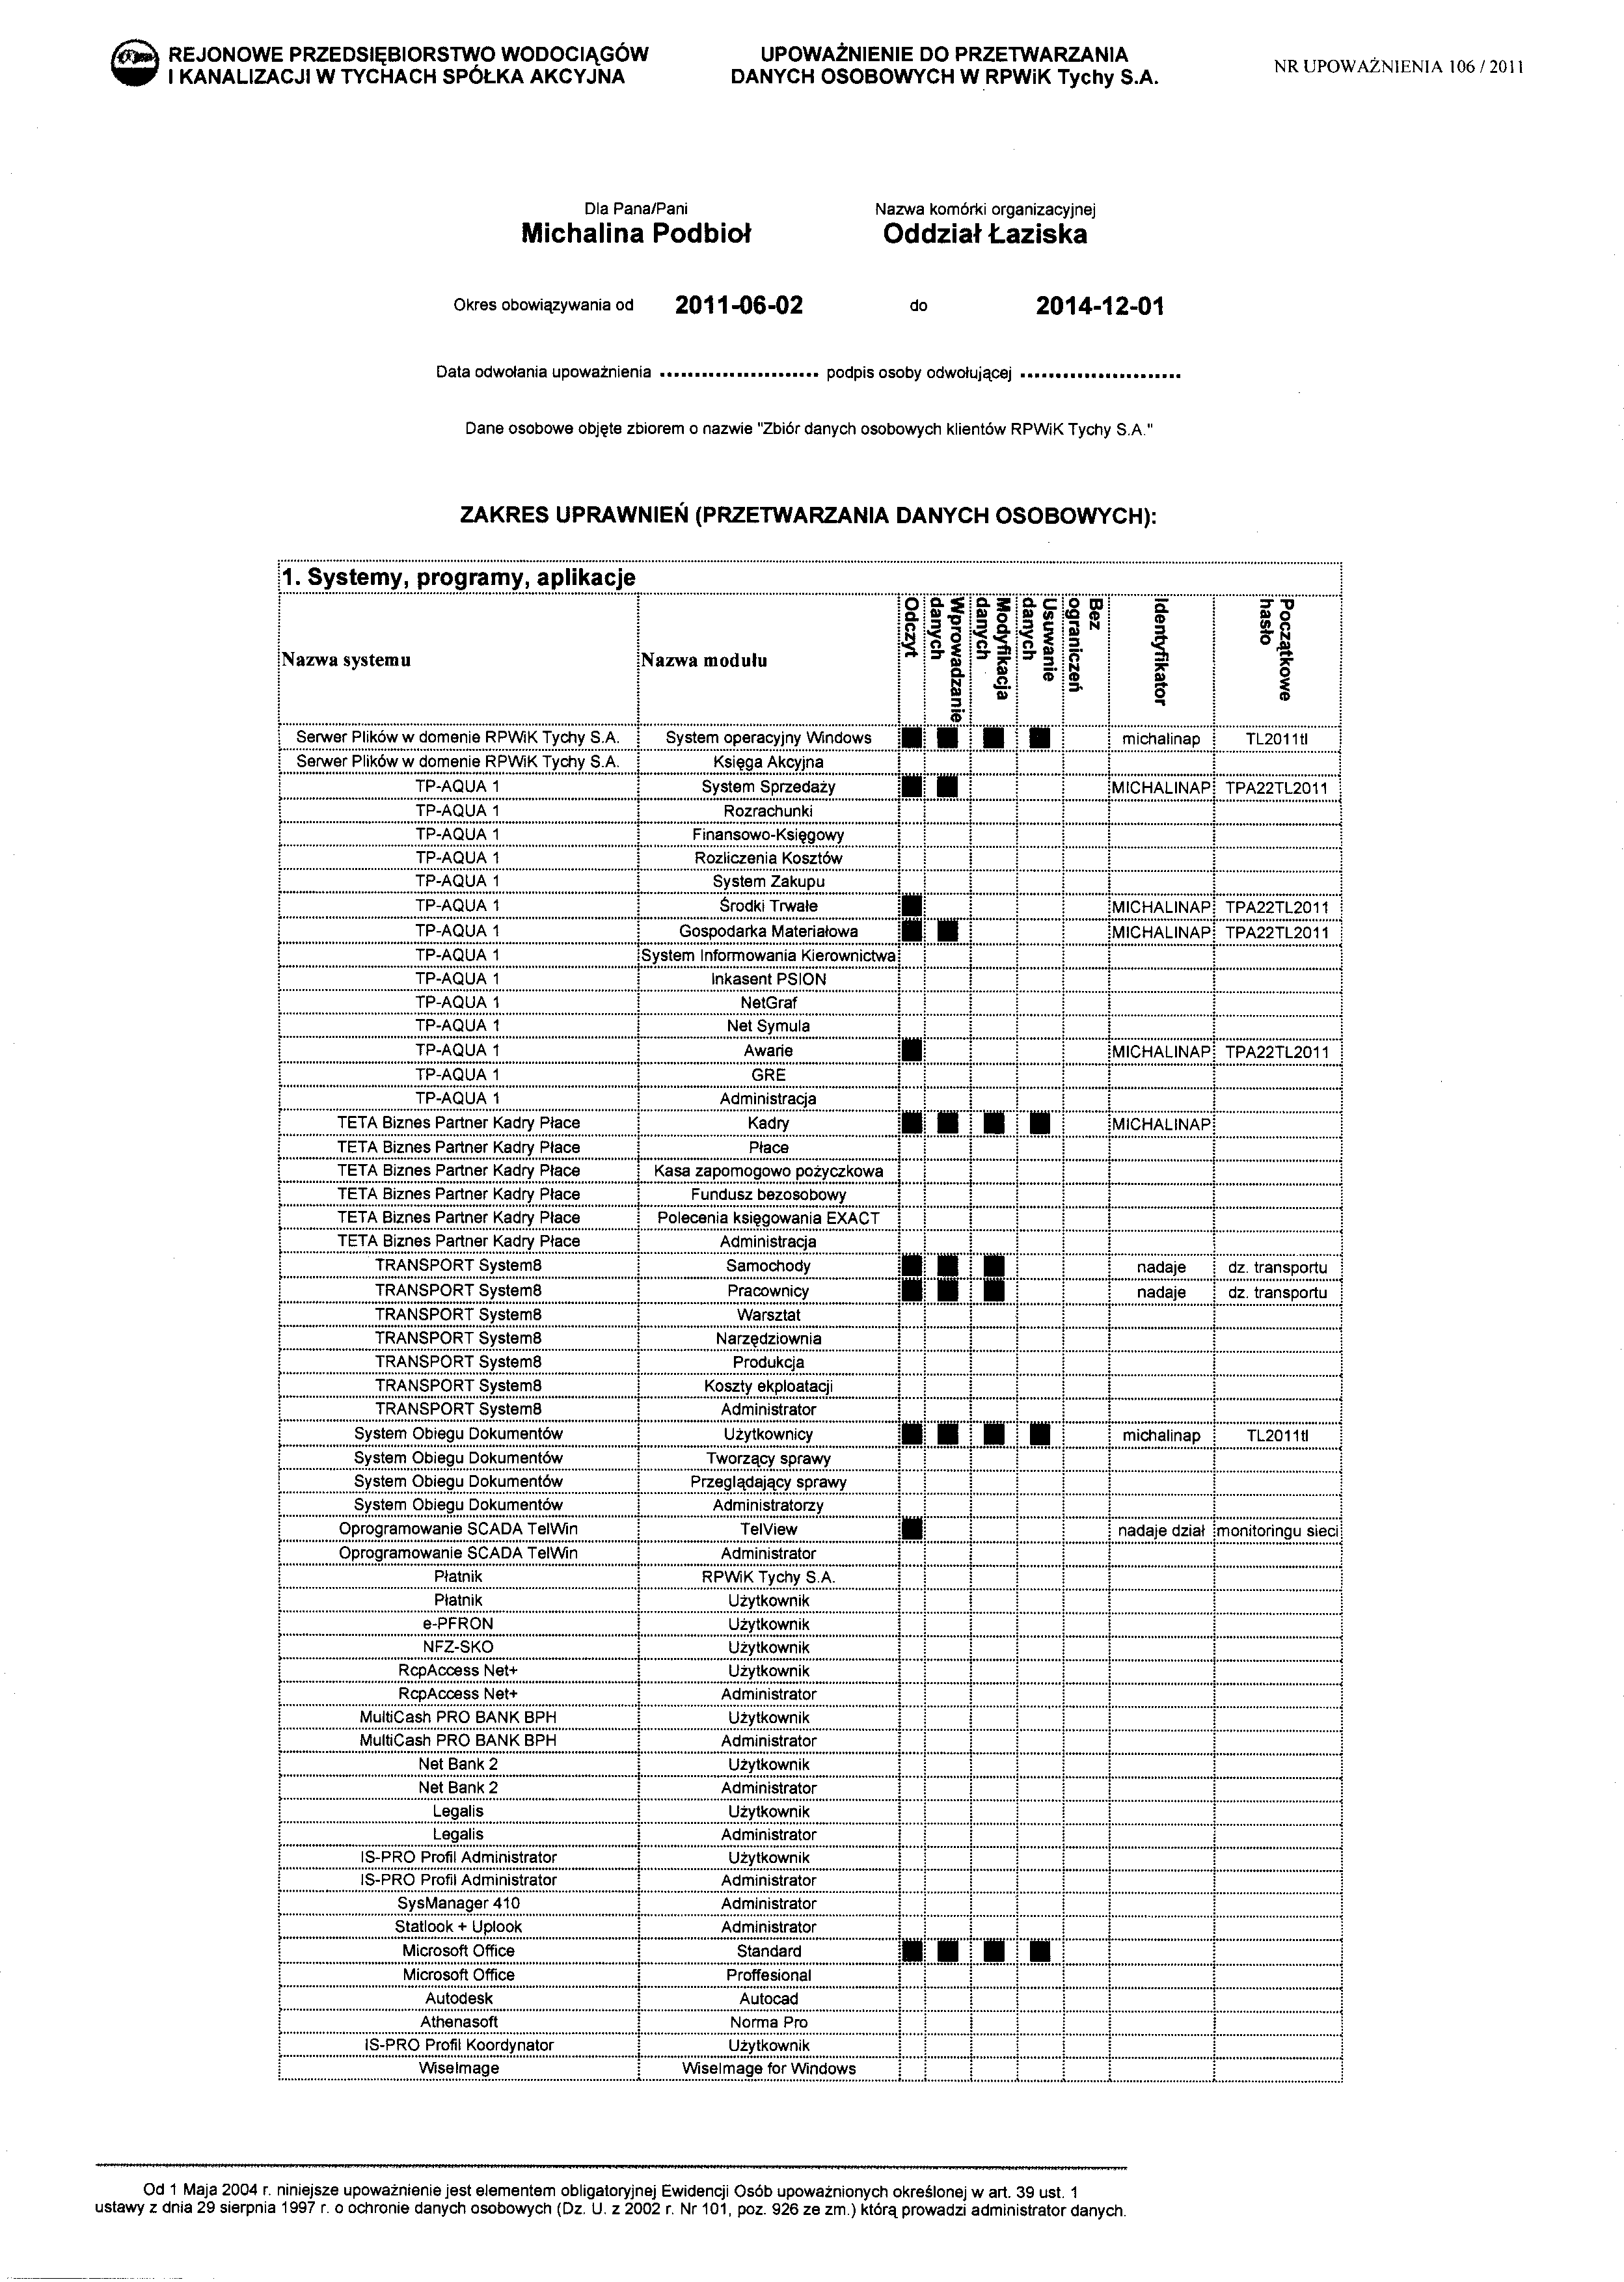 REJONOWE PRZEDSIĘBIORSTWO WODOCIĄGÓW
I KANALIZACJI W TYCHACH SPÓŁKA AKCYJNA
UPOWAŻNIENIE DO PRZETWARZANIA
DANYCH OSOBOWYCH W RPWiK Tychy S.A.
NR UPOWAŻNIENIA 106 / 2011
Dla Pana/Pani
Michalina Podbioł
Nazwa komórki organizacyjnej
Oddział Łaziska
Okres obowiązywania od 2011-06-02 do 2014-12-01
Data odwołania upoważnienia ....................... podpis osoby odwołującej .......................
Dane osobowe objęte zbiorem o nazwie "Zbiór danych osobowych klientów RPWiK Tychy S.A."
ZAKRES UPRAWNIEŃ (PRZETWARZANIA DANYCH OSOBOWYCH):
1. Systemy, programy, aplikacje
Nazwa systemu Nazwa modułu Odczyt Wprowadzanie danych Modyfikacja danych Usuwanie danych Bez ograniczeń Identyfikator Początkowe hasło
Serwer Plików w domenie RPWiK Tychy S.A. System operacyjny Windows ■ ■ ■ ■ michalinap TL2011tl
Serwer Plików w domenie RPWiK Tychy S.A. Księga Akcyjna
TP-AQUA 1 System Sprzedaży ■ ■ MICHALINAP TPA22TL2011
TP-AQUA 1 Rozrachunki
TP-AQUA 1 Finansowo-Księgowy
TP-AQUA 1 Rozliczenia Kosztów
TP-AQUA 1 System Zakupu
TP-AQUA 1 Środki Trwałe ■ MICHALINAP TPA22TL2011
TP-AQUA 1 Gospodarka Materiałowa ■ ■ MICHALINAP TPA22TL2011
TP-AQUA 1 System Informowania Kierownictwa
TP-AQUA 1 Inkasent PSION
TP-AQUA 1 NetGraf
TP-AQUA 1 Net Symula
TP-AQUA 1 Awarie ■ MICHALINAP TPA22TL2011
TP-AQUA 1 GRE
TP-AQUA 1 Administracja
TETA Biznes Partner Kadry Płace Kadry ■ ■ ■ ■ MICHALINAP
TETA Biznes Partner Kadry Płace Płace
TETA Biznes Partner Kadry Płace Kasa zapomogowo pożyczkowa
TETA Biznes Partner Kadry Płace Fundusz bezosobowy
TETA Biznes Partner Kadry Płace Polecenia księgowania EXACT
TETA Biznes Partner Kadry Płace Administracja
TRANSPORT System8 Samochody ■ ■ ■ nadaje dz. transportu
TRANSPORT System8 Pracownicy ■ ■ ■ nadaje dz. transportu
TRANSPORT System8 Warsztat
TRANSPORT System8 Narzędziownia
TRANSPORT System8 Produkcja
TRANSPORT System8 Koszty ekploatacji
TRANSPORT System8 Administrator
System Obiegu Dokumentów Użytkownicy ■ ■ ■ ■ michalinap TL2011tl
System Obiegu Dokumentów Tworzący sprawy
System Obiegu Dokumentów Przeglądający sprawy
System Obiegu Dokumentów Administratorzy
Oprogramowanie SCADA TelWin TelView ■ nadaje dział monitoringu sieci
Oprogramowanie SCADA TelWin Administrator
Płatnik RPWiK Tychy S.A.
Płatnik Użytkownik
e-PFRON Użytkownik
NFZ-SKO Użytkownik
RcpAccess Net+ Użytkownik
RcpAccess Net+ Administrator
MultiCash PRO BANK BPH Użytkownik
MultiCash PRO BANK BPH Administrator
Net Bank 2 Użytkownik
Net Bank 2 Administrator
Legalis Użytkownik
Legalis Administrator
IS-PRO Profil Administrator Użytkownik
IS-PRO Profil Administrator Administrator
SysManager 410 Administrator
Statlook + Uplook Administrator
Microsoft Office Standard ■ ■ ■ ■
Microsoft Office Proffesional
Autodesk Autocad
Athenasoft Norma Pro
IS-PRO Profil Koordynator Użytkownik
WiseImage WiseImage for Windows
Od 1 Maja 2004 r. niniejsze upoważnienie jest elementem obligatoryjnej Ewidencji Osób upoważnionych określonej w art. 39 ust. 1
ustawy z dnia 29 sierpnia 1997 r. o ochronie danych osobowych (Dz. U. z 2002 r. Nr 101, poz. 926 ze zm.) którą prowadzi administrator danych.